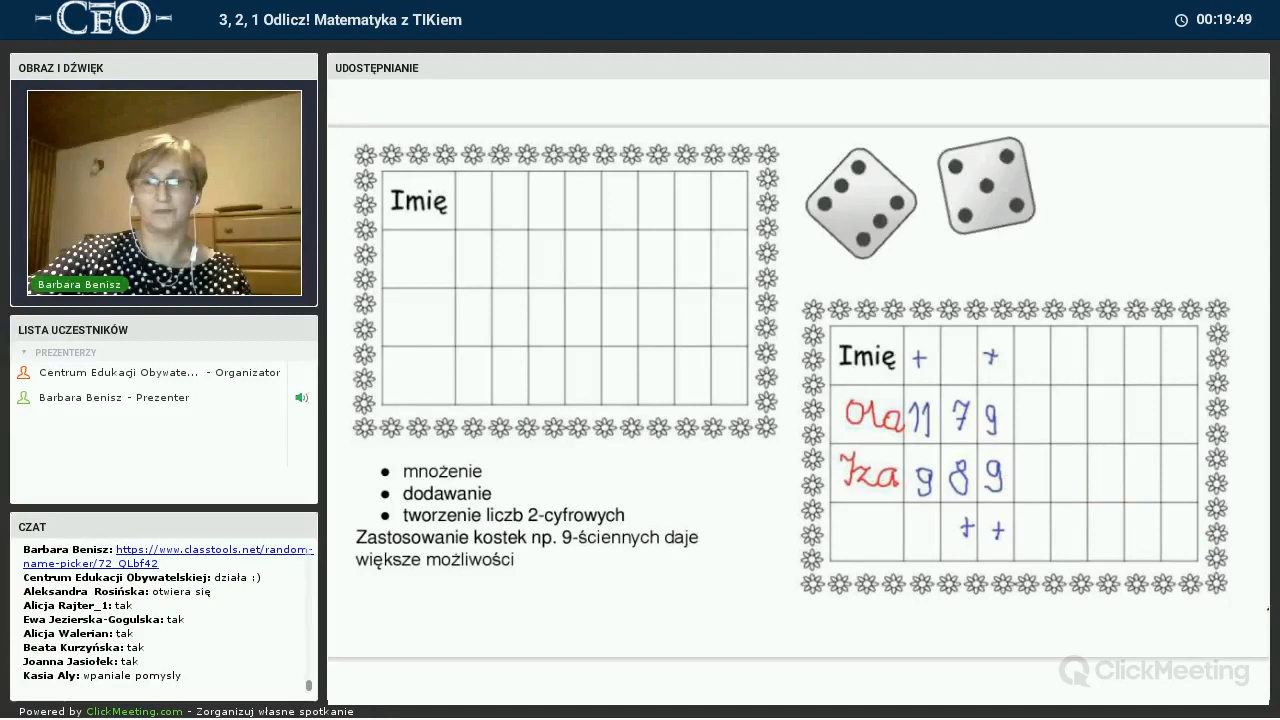 CEO
3, 2, 1 Odlicz! Matematyka z TIKiem
00:19:49
OBRAZ I DŹWIĘK
Barbara Benisz
LISTA UCZESTNIKÓW
PREZENTERZY
Centrum Edukacji Obywate... - Organizator
Barbara Benisz - Prezenter
CZAT
Barbara Benisz: https://www.classtools.net/random-
name-picker/72_QLbf42
Centrum Edukacji Obywatelskiej: działa :)
Aleksandra Rosińska: otwiera się
Alicja Rajter_1: tak
Ewa Jezierska-Gogulska: tak
Alicja Walerian: tak
Beata Kurzyńska: tak
Joanna Jasiołek: tak
Kasia Aly: wpaniale pomysly
UDOSTĘPNIANIE
Imię
● mnożenie
● dodawanie
● tworzenie liczb 2-cyfrowych
Zastosowanie kostek np. 9-ściennych daje
większe możliwości
Imię + +
Ola 11 7 9
Iza 9 8 9
+ +
ClickMeeting
Powered by ClickMeeting.com - Zorganizuj własne spotkanie